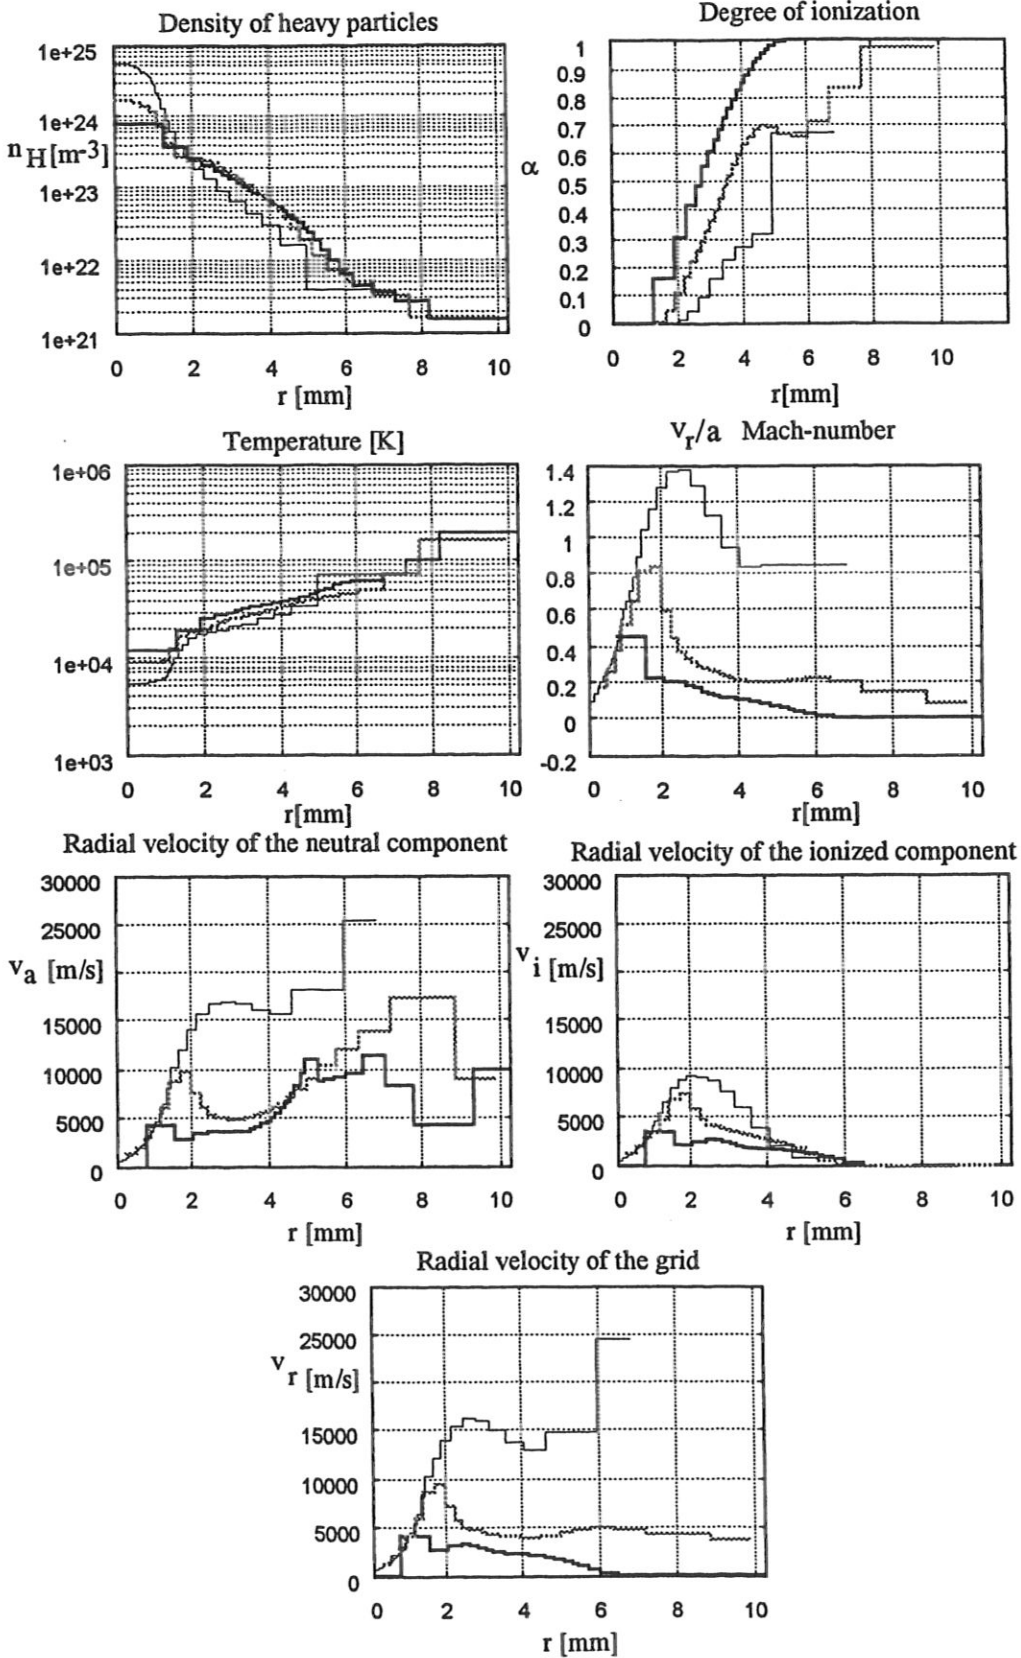 Density of heavy particles
1e+25
1e+24
n H[m-3]
1e+23
1e+22
1e+21
0 2 4 6 8 10
r [mm]
Degree of ionization
1
0.9
0.8
0.7
0.6
α
0.5
0.4
0.3
0.2
0.1
0
0 2 4 6 8 10
r[mm]
Temperature [K]
1e+06
1e+05
1e+04
1e+03
0 2 4 6 8 10
r[mm]
vr/a Mach-number
1.4
1.2
1
0.8
0.6
0.4
0.2
0
-0.2
0 2 4 6 8 10
r[mm]
Radial velocity of the neutral component
30000
25000
va [m/s]
15000
10000
5000
0
0 2 4 6 8 10
r [mm]
Radial velocity of the ionized component
30000
25000
vi [m/s]
15000
10000
5000
0
0 2 4 6 8 10
r [mm]
Radial velocity of the grid
30000
25000
vr [m/s]
15000
10000
5000
0
0 2 4 6 8 10
r [mm]